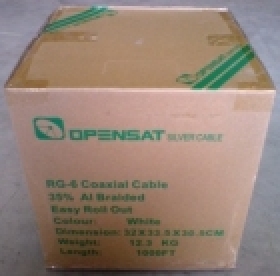 OPENSAT SILVER CABLE
RG-6 Coaxial Cable
35% Al Braided
Easy Roll Out
Colour: White
Dimension: 32X33.5X30.5CM
Weight: 12.3 KG
Length: 1000FT